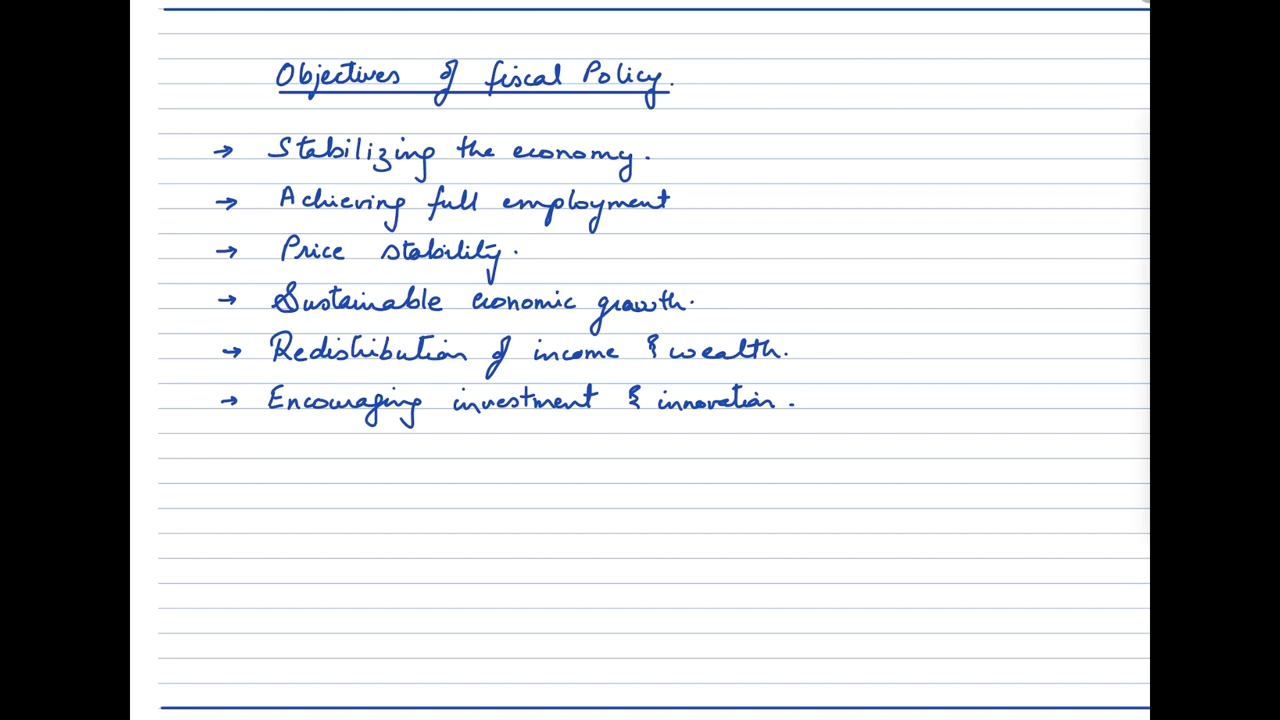 Objectives of fiscal Policy.
→ Stabilizing the economy.
→ Achieving full employment
→ Price stability.
→ Sustainable economic growth.
→ Redistribution of income & wealth.
→ Encouraging investment & innovation.